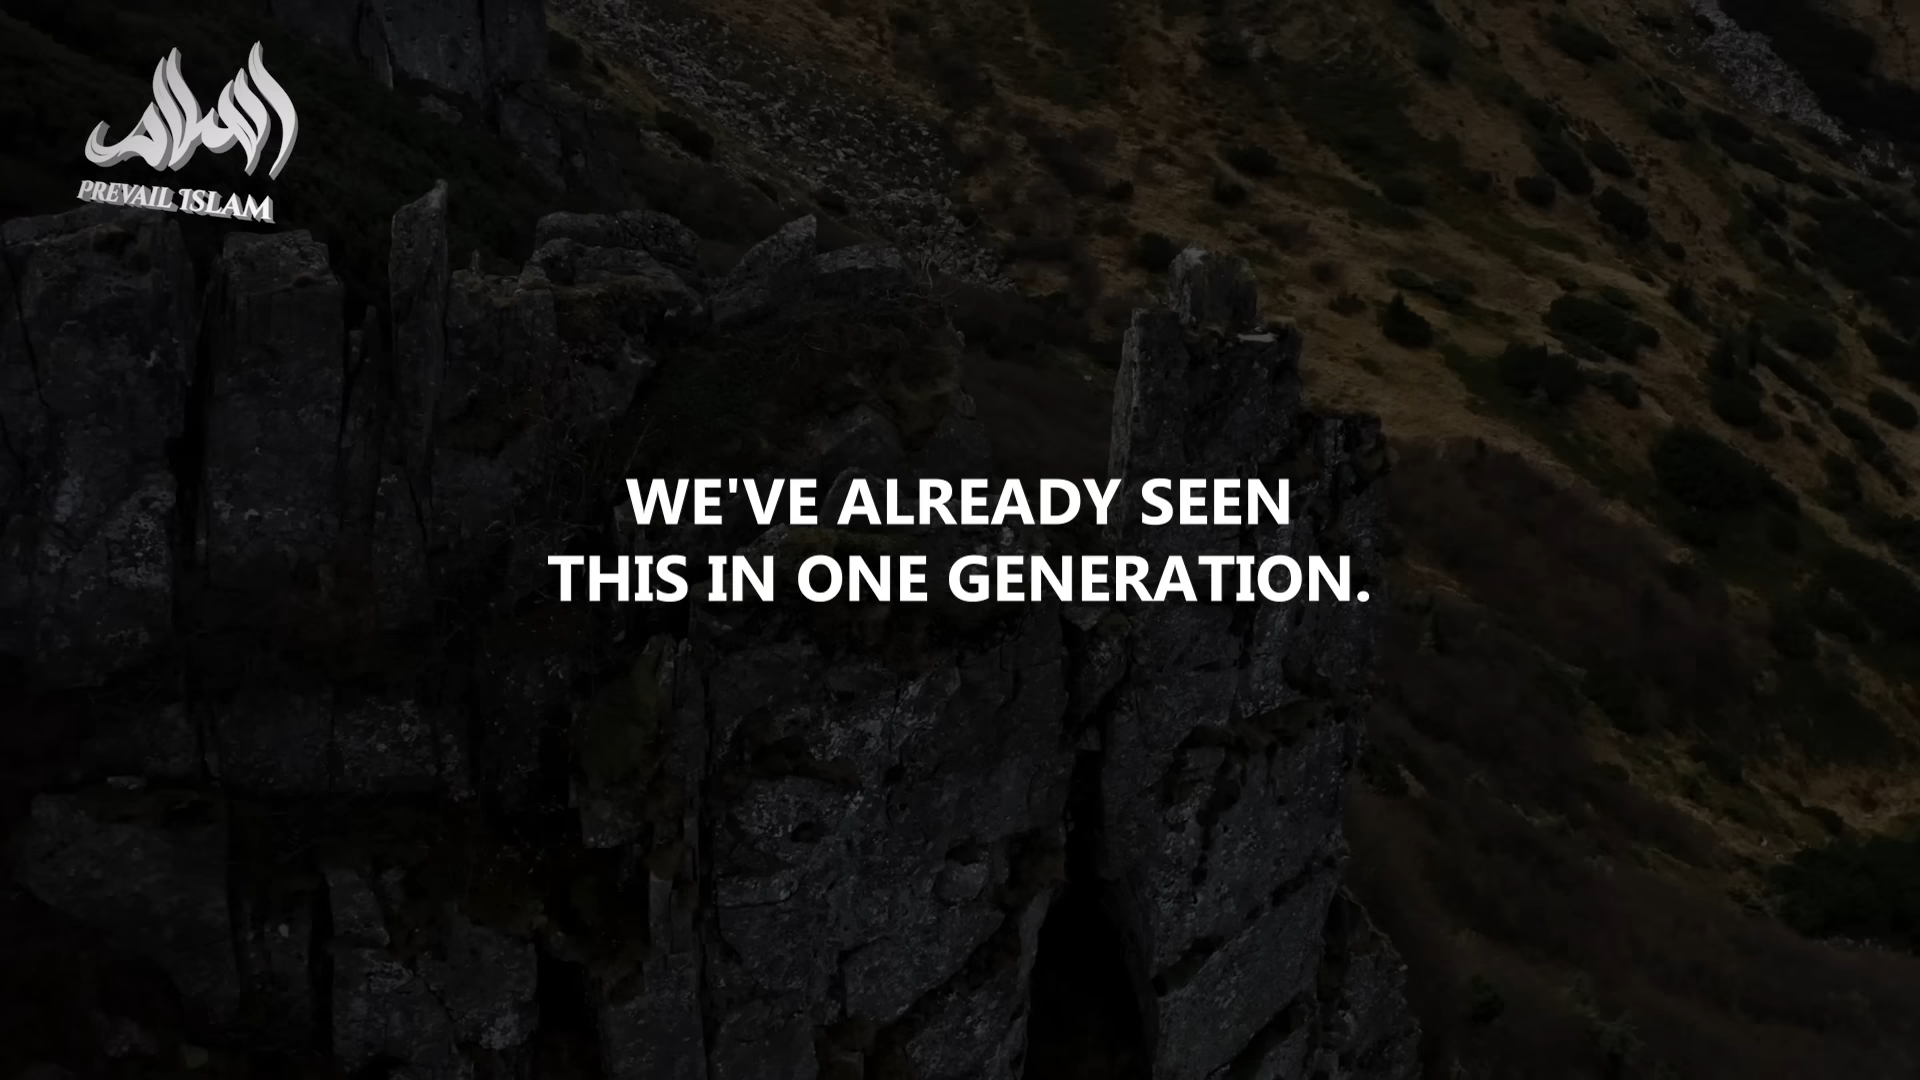 PREVAIL ISLAM
WE'VE ALREADY SEEN
THIS IN ONE GENERATION.